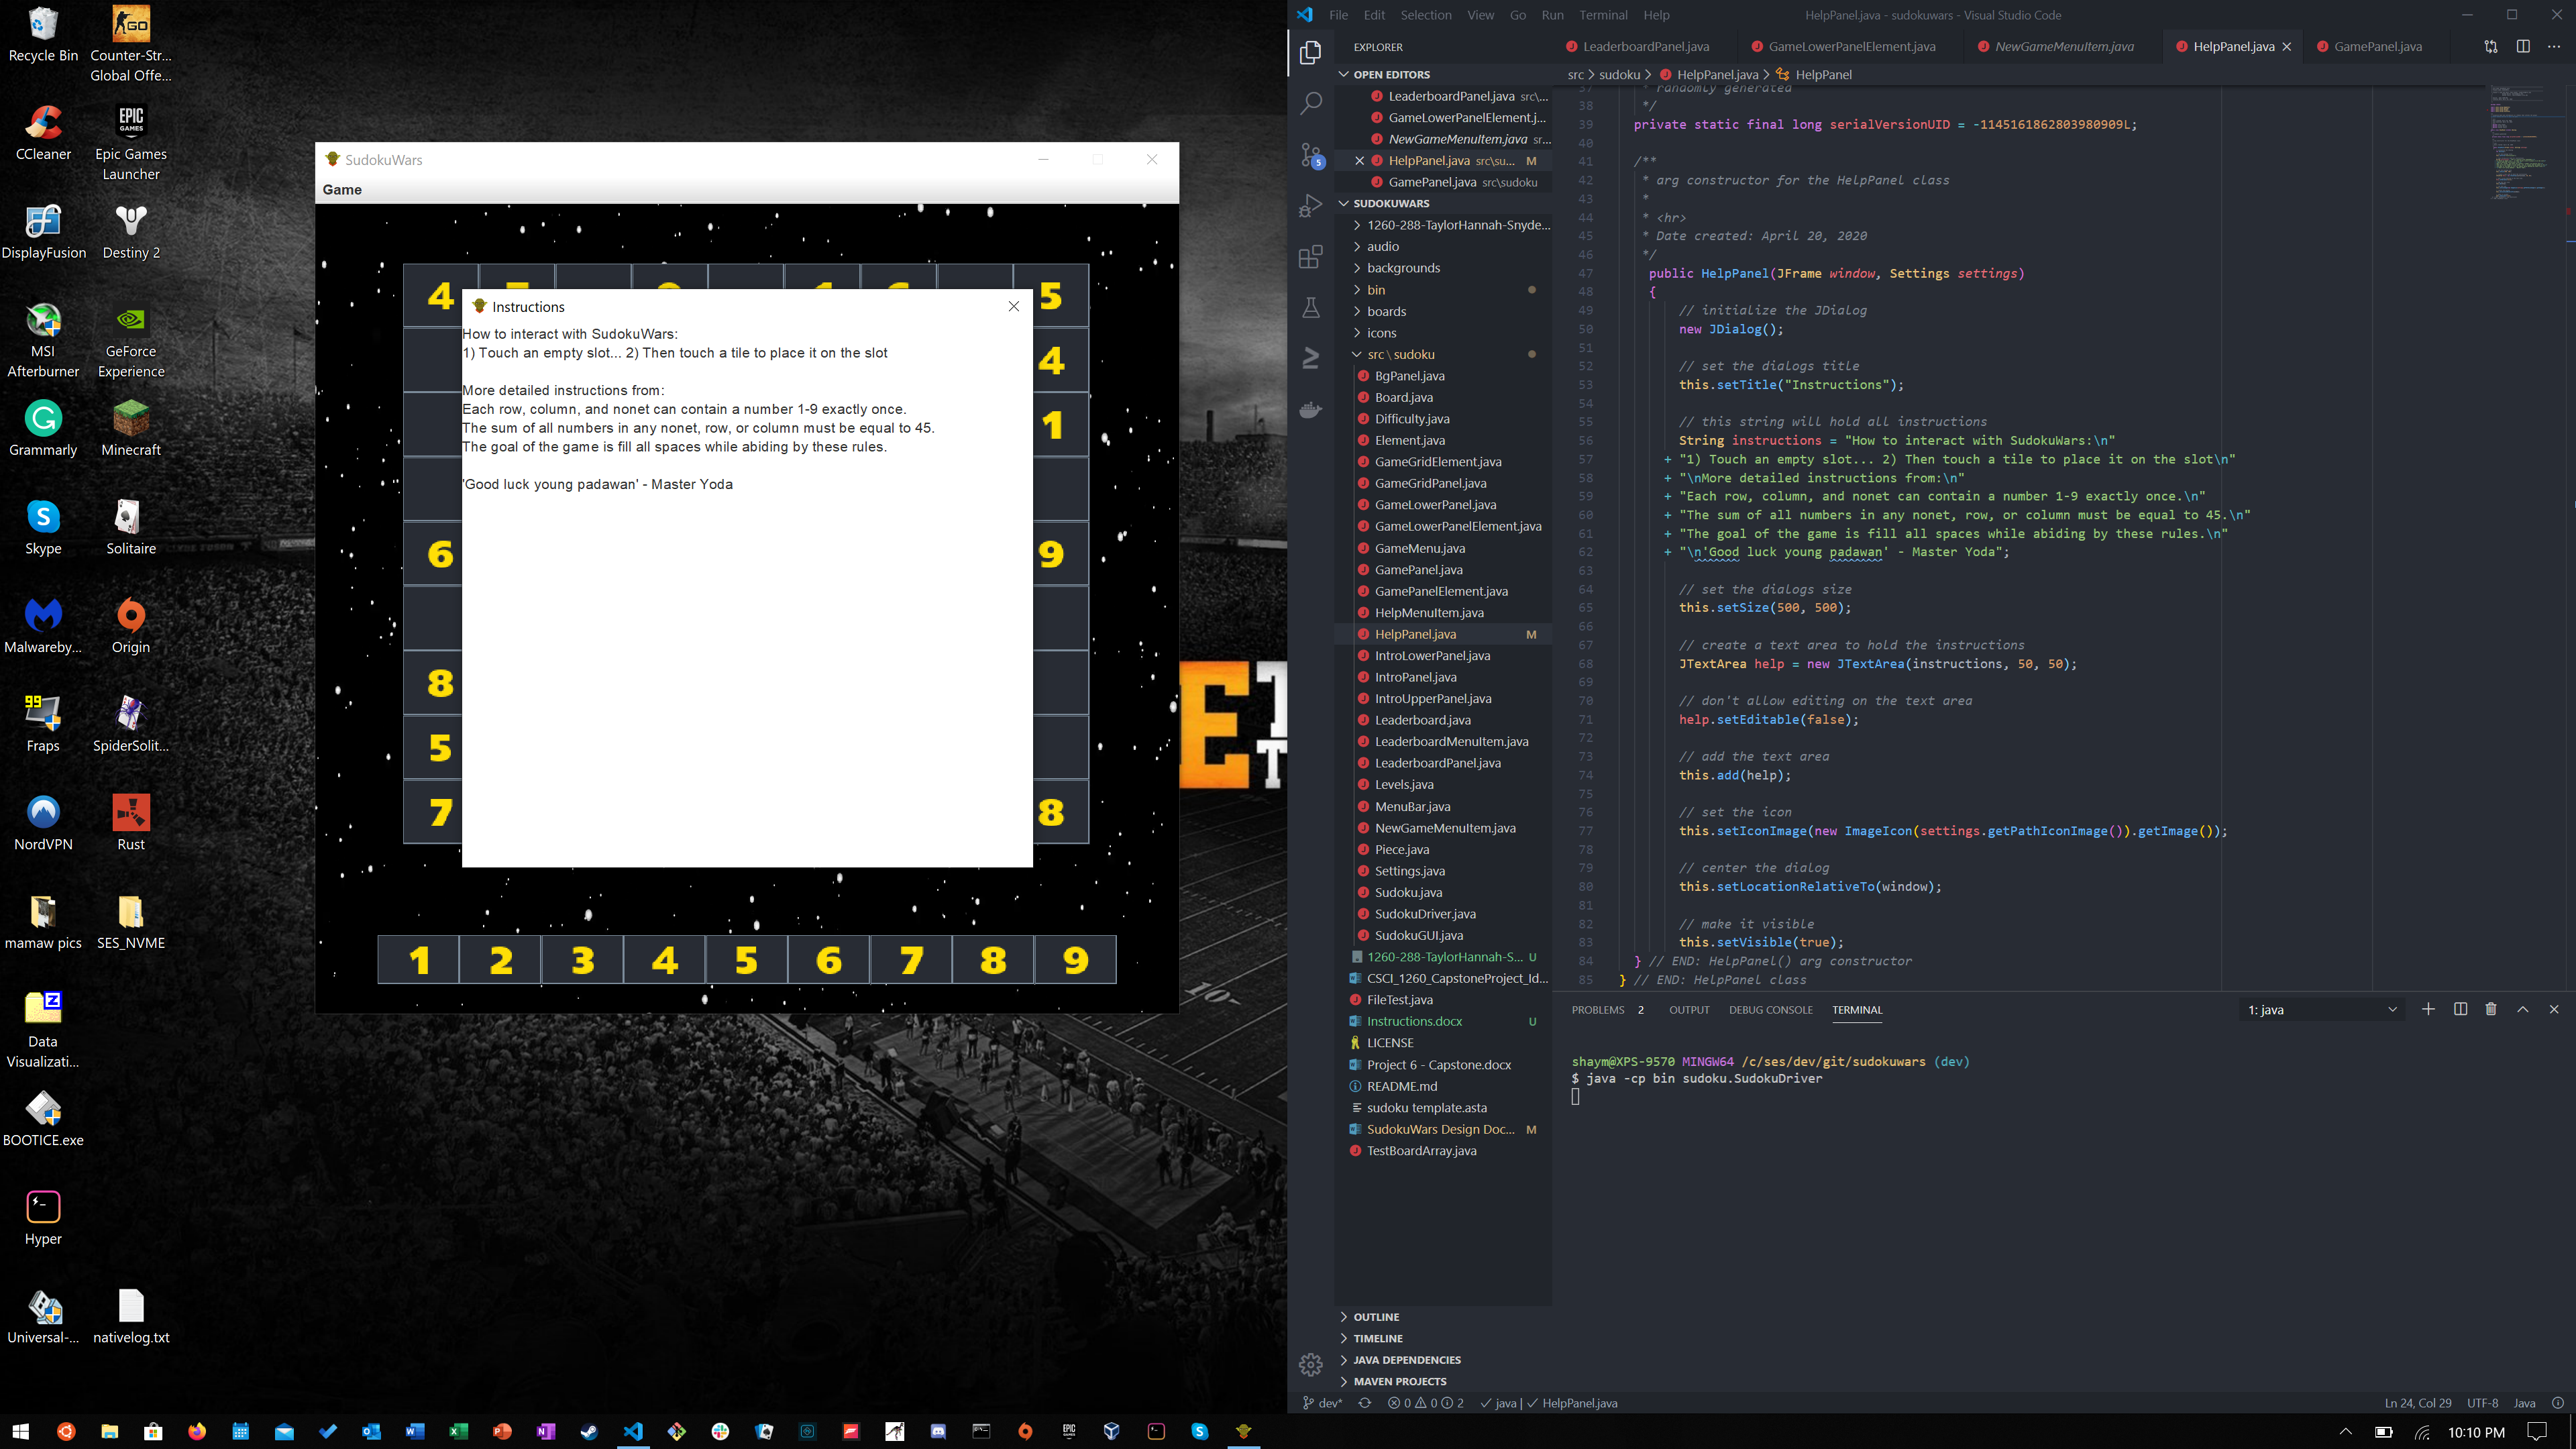 Recycle Bin
Counter-Str...
Global Offe...
CCleaner
Epic Games
Launcher
DisplayFusion
Destiny 2
MSI
Afterburner
GeForce
Experience
Grammarly
Minecraft
Skype
Solitaire
Malwareby...
Origin
Fraps
SpiderSolit...
NordVPN
Rust
mamaw pics
SES_NVME
Data
Visualizati...
BOOTICE.exe
Hyper
Universal-...
nativelog.txt
SudokuWars
Game
4
5
4
1
6
9
8
5
7
8
Instructions
How to interact with SudokuWars:
1) Touch an empty slot... 2) Then touch a tile to place it on the slot
More detailed instructions from:
Each row, column, and nonet can contain a number 1-9 exactly once.
The sum of all numbers in any nonet, row, or column must be equal to 45.
The goal of the game is fill all spaces while abiding by these rules.
'Good luck young padawan' - Master Yoda
1 2 3 4 5 6 7 8 9
File Edit Selection View Go Run Terminal Help
HelpPanel.java - sudokuwars - Visual Studio Code
EXPLORER
LeaderboardPanel.java GameLowerPanelElement.java NewGameMenuItem.java HelpPanel.java GamePanel.java
OPEN EDITORS
LeaderboardPanel.java src\...
GameLowerPanelElement.j...
NewGameMenuItem.java sr...
HelpPanel.java src\su... M
GamePanel.java src\sudoku
SUDOKUWARS
1260-288-TaylorHannah-Snyde...
audio
backgrounds
bin
boards
icons
src\sudoku
BgPanel.java
Board.java
Difficulty.java
Element.java
GameGridElement.java
GameGridPanel.java
GameLowerPanel.java
GameLowerPanelElement.java
GameMenu.java
GamePanel.java
GamePanelElement.java
HelpMenuItem.java
HelpPanel.java M
IntroLowerPanel.java
IntroPanel.java
IntroUpperPanel.java
Leaderboard.java
LeaderboardMenuItem.java
LeaderboardPanel.java
Levels.java
MenuBar.java
NewGameMenuItem.java
Piece.java
Settings.java
Sudoku.java
SudokuDriver.java
SudokuGUI.java
1260-288-TaylorHannah-S... U
CSCI_1260_CapstoneProject_Id...
FileTest.java
Instructions.docx U
LICENSE
Project 6 - Capstone.docx
README.md
sudoku template.asta
SudokuWars Design Doc... M
TestBoardArray.java
OUTLINE
TIMELINE
JAVA DEPENDENCIES
MAVEN PROJECTS
src > sudoku > HelpPanel.java > HelpPanel
37 * randomly generated
38 */
39 private static final long serialVersionUID = -1145161862803980909L;
40
41 /**
42 * arg constructor for the HelpPanel class
43 *
44 * <hr>
45 * Date created: April 20, 2020
46 */
47 public HelpPanel(JFrame window, Settings settings)
48 {
49 // initialize the JDialog
50 new JDialog();
51
52 // set the dialogs title
53 this.setTitle("Instructions");
54
55 // this string will hold all instructions
56 String instructions = "How to interact with SudokuWars:\n"
57 + "1) Touch an empty slot... 2) Then touch a tile to place it on the slot\n"
58 + "\nMore detailed instructions from:\n"
59 + "Each row, column, and nonet can contain a number 1-9 exactly once.\n"
60 + "The sum of all numbers in any nonet, row, or column must be equal to 45.\n"
61 + "The goal of the game is fill all spaces while abiding by these rules.\n"
62 + "\n'Good luck young padawan' - Master Yoda";
63
64 // set the dialogs size
65 this.setSize(500, 500);
66
67 // create a text area to hold the instructions
68 JTextArea help = new JTextArea(instructions, 50, 50);
69
70 // don't allow editing on the text area
71 help.setEditable(false);
72
73 // add the text area
74 this.add(help);
75
76 // set the icon
77 this.setIconImage(new ImageIcon(settings.getPathIconImage()).getImage());
78
79 // center the dialog
80 this.setLocationRelativeTo(window);
81
82 // make it visible
83 this.setVisible(true);
84 } // END: HelpPanel() arg constructor
85 } // END: HelpPanel class
PROBLEMS 2 OUTPUT DEBUG CONSOLE TERMINAL
1: java
shaym@XPS-9570 MINGW64 /c/ses/dev/git/sudokuwars (dev)
$ java -cp bin sudoku.SudokuDriver
dev* 0 0 2 java | HelpPanel.java
Ln 24, Col 29 UTF-8 Java
10:10 PM